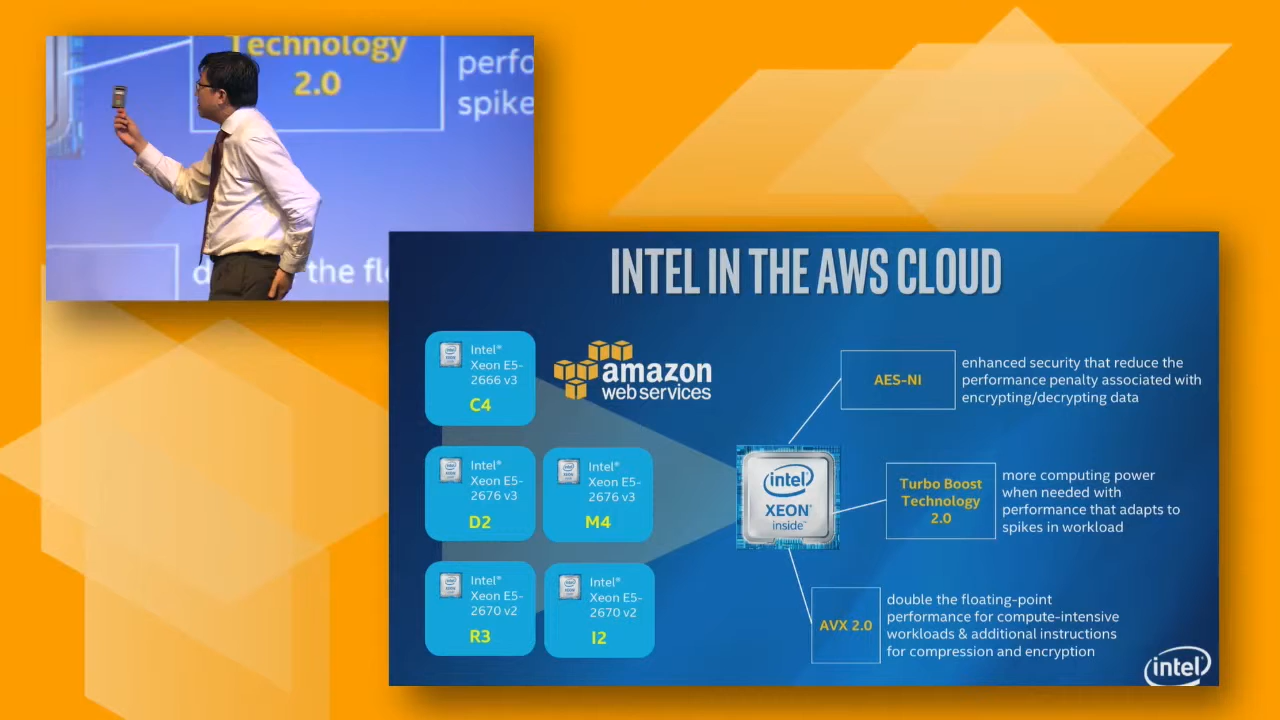 Technology
2.0
perfo
spike
the flo
INTEL IN THE AWS CLOUD
Intel®
Xeon E5-
2666 v3
C4
amazon
web services
Intel®
Xeon E5-
2676 v3
D2
Intel®
Xeon E5-
2676 v3
M4
Intel®
Xeon E5-
2670 v2
R3
Intel®
Xeon E5-
2670 v2
I2
intel
XEON®
inside™
AES-NI
enhanced security that reduce the
performance penalty associated with
encrypting/decrypting data
Turbo Boost
Technology
2.0
more computing power
when needed with
performance that adapts to
spikes in workload
AVX 2.0
double the floating-point
performance for compute-intensive
workloads & additional instructions
for compression and encryption
intel